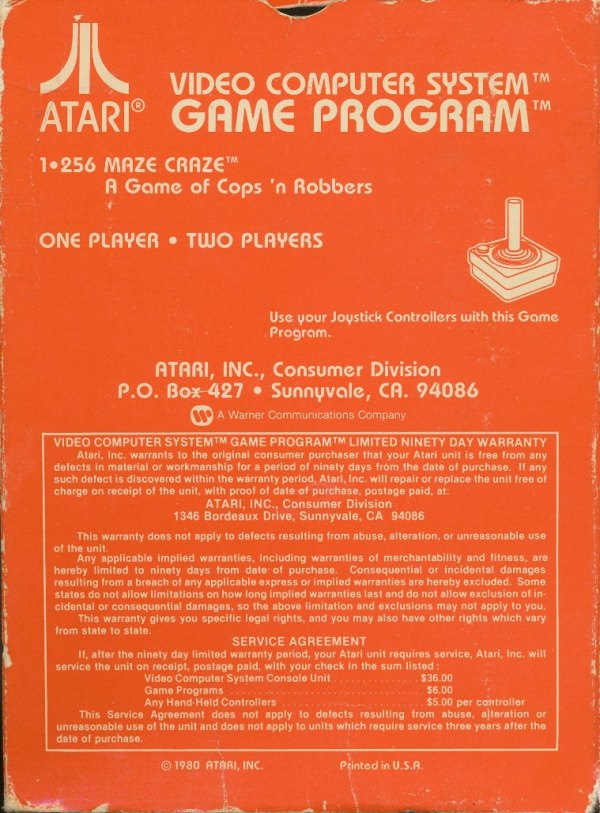 ATARI®
VIDEO COMPUTER SYSTEM™
GAME PROGRAM™
1•256 MAZE CRAZE™
A Game of Cops 'n Robbers
ONE PLAYER • TWO PLAYERS
Use your Joystick Controllers with this Game
Program.
ATARI, INC., Consumer Division
P.O. Box 427 • Sunnyvale, CA. 94086
A Warner Communications Company
VIDEO COMPUTER SYSTEM™ GAME PROGRAM™ LIMITED NINETY DAY WARRANTY
Atari, Inc. warrants to the original consumer purchaser that your Atari unit is free from any
defects in material or workmanship for a period of ninety days from the date of purchase. If any
such defect is discovered within the warranty period, Atari, Inc. will repair or replace the unit free of
charge on receipt of the unit, with proof of date of purchase, postage paid, at:
ATARI, INC., Consumer Division
1346 Bordeaux Drive, Sunnyvale, CA 94086
This warranty does not apply to defects resulting from abuse, alteration, or unreasonable use
of the unit.
Any applicable implied warranties, including warranties of merchantability and fitness, are
hereby limited to ninety days from date of purchase. Consequential or incidental damages
resulting from a breach of any applicable express or implied warranties are hereby excluded. Some
states do not allow limitations on how long implied warranties last and do not allow exclusion of in-
cidental or consequential damages, so the above limitation and exclusions may not apply to you.
This warranty gives you specific legal rights, and you may also have other rights which vary
from state to state.
SERVICE AGREEMENT
If, after the ninety day limited warranty period, your Atari unit requires service, Atari, Inc. will
service the unit on receipt, postage paid, with your check in the sum listed :
Video Computer System Console Unit . . . . . . . . . . . . . . $36.00
Game Programs . . . . . . . . . . . . . . . . . . . . . . . . . . . . $6.00
Any Hand-Held Controllers . . . . . . . . . . . . . . . . . . . . $5.00 per controller
This Service Agreement does not apply to defects resulting from abuse, alteration or
unreasonable use of the unit and does not apply to units which require service three years after the
date of purchase.
© 1980 ATARI, INC. Printed in U.S.A.